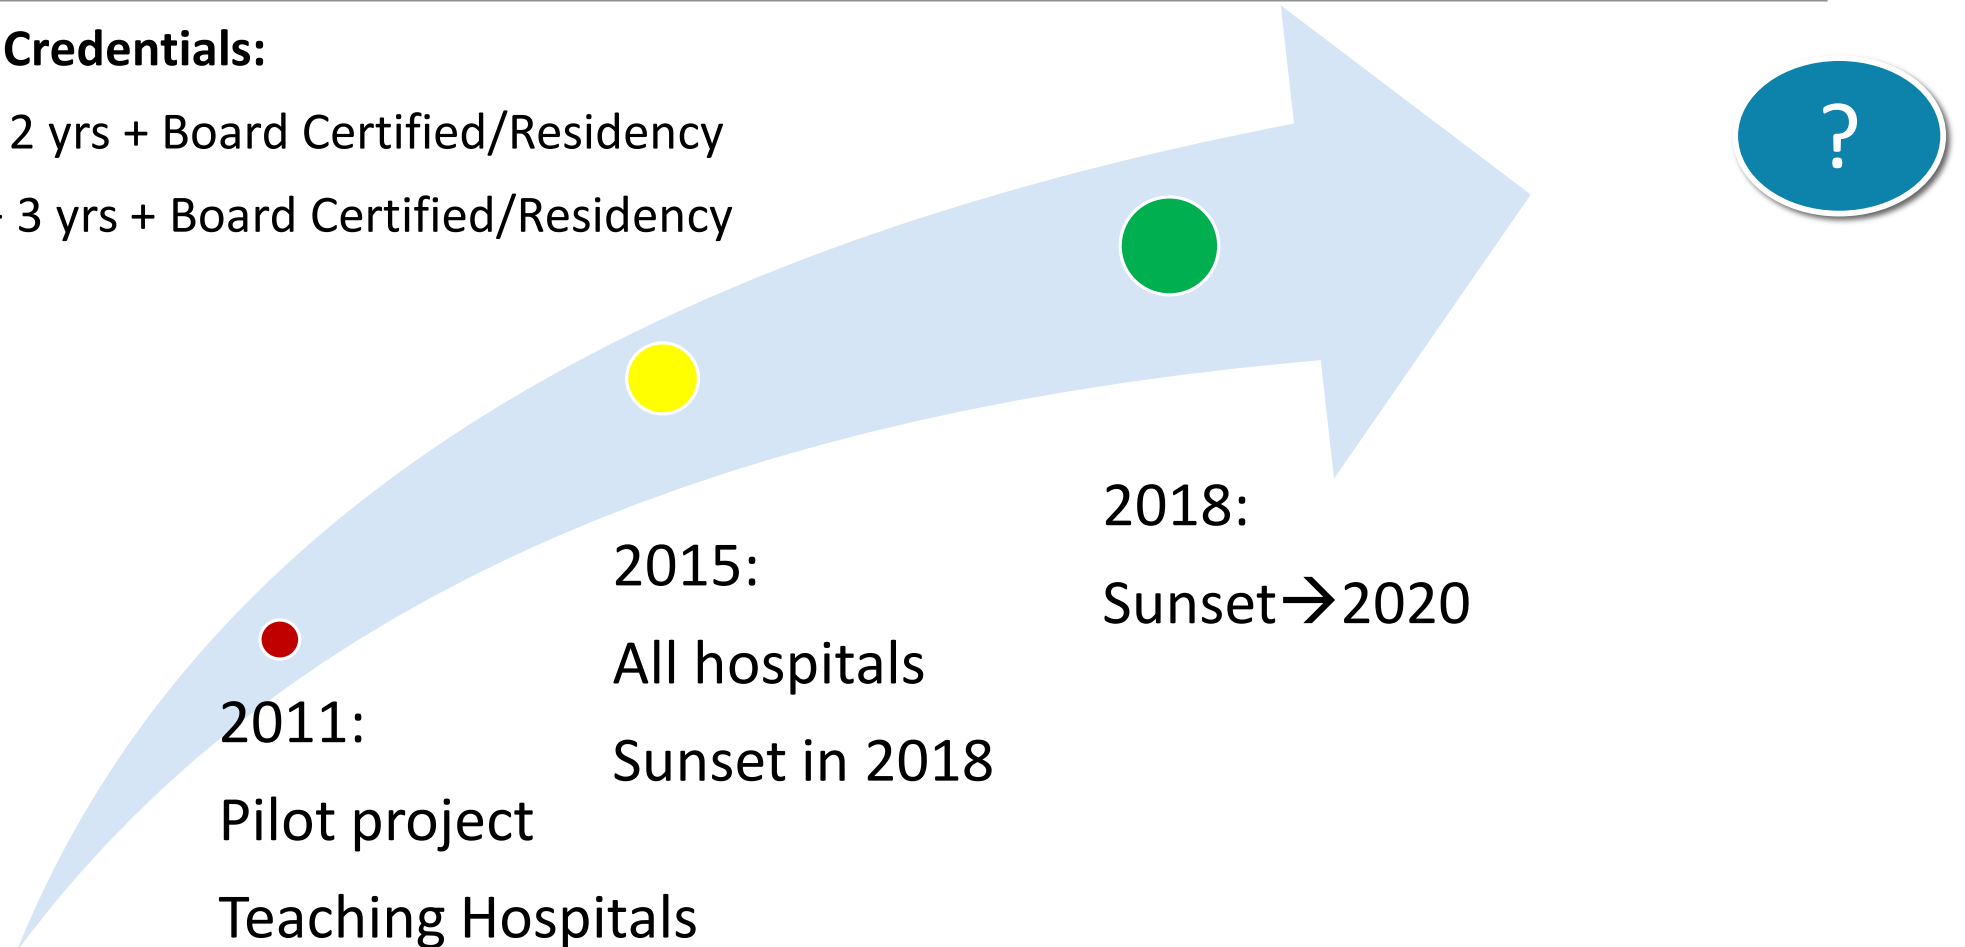 Credentials:
2 yrs + Board Certified/Residency
- 3 yrs + Board Certified/Residency
?
2018:
Sunset→2020
2015:
All hospitals
Sunset in 2018
2011:
Pilot project
Teaching Hospitals